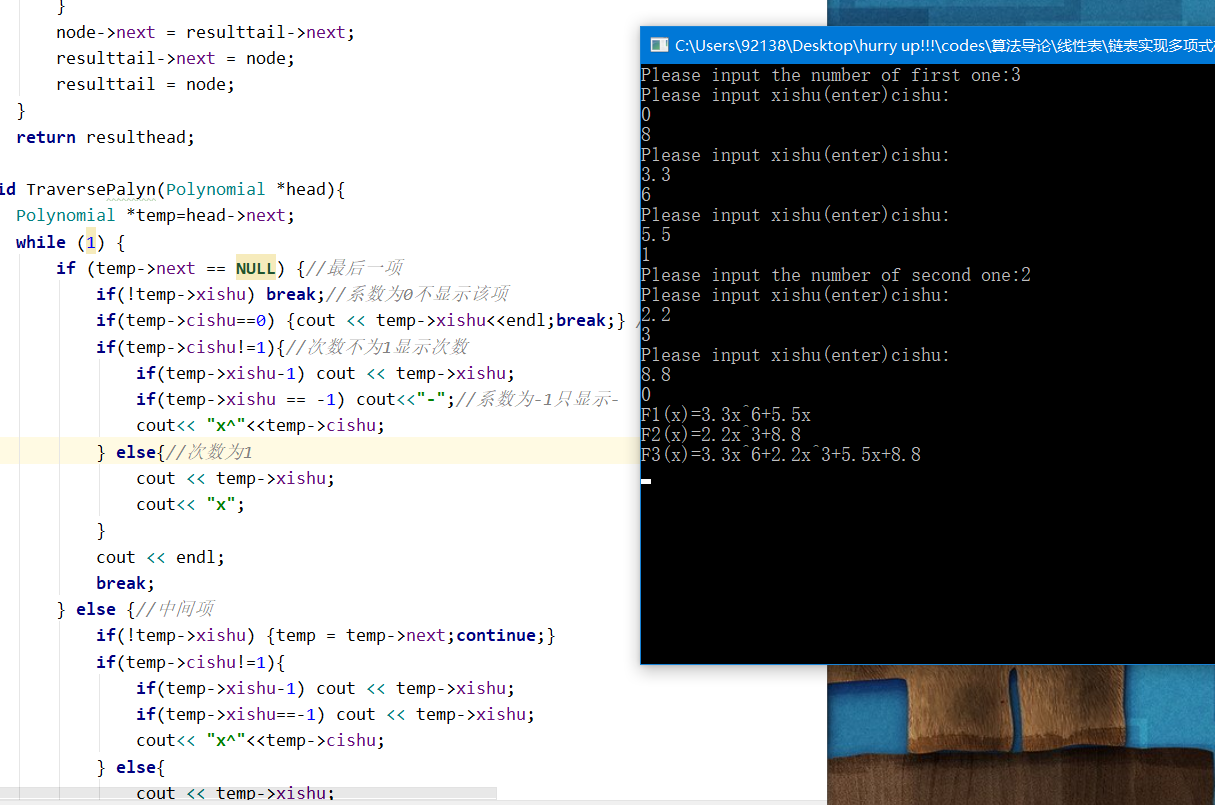 }
node->next = resulttail->next;
resulttail->next = node;
resulttail = node;
}
return resulthead;
id TraversePalyn(Polynomial *head){
Polynomial *temp=head->next;
while (1) {
if (temp->next == NULL) {//最后一项
if(!temp->xishu) break;//系数为0不显示该项
if(temp->cishu==0) {cout << temp->xishu<<endl;break;} /
if(temp->cishu!=1){//次数不为1显示次数
if(temp->xishu-1) cout << temp->xishu;
if(temp->xishu == -1) cout<<"-";//系数为-1只显示-
cout<< "x^"<<temp->cishu;
} else{//次数为1
cout << temp->xishu;
cout<< "x";
}
cout << endl;
break;
} else {//中间项
if(!temp->xishu) {temp = temp->next;continue;}
if(temp->cishu!=1){
if(temp->xishu-1) cout << temp->xishu;
if(temp->xishu==-1) cout << temp->xishu;
cout<< "x^"<<temp->cishu;
} else{
cout << temp->xishu;
C:\Users\92138\Desktop\hurry up!!!\codes\算法导论\线性表\链表实现多项式
Please input the number of first one:3
Please input xishu(enter)cishu:
0
8
Please input xishu(enter)cishu:
3.3
6
Please input xishu(enter)cishu:
5.5
1
Please input the number of second one:2
Please input xishu(enter)cishu:
2.2
3
Please input xishu(enter)cishu:
8.8
0
F1(x)=3.3x^6+5.5x
F2(x)=2.2x^3+8.8
F3(x)=3.3x^6+2.2x^3+5.5x+8.8